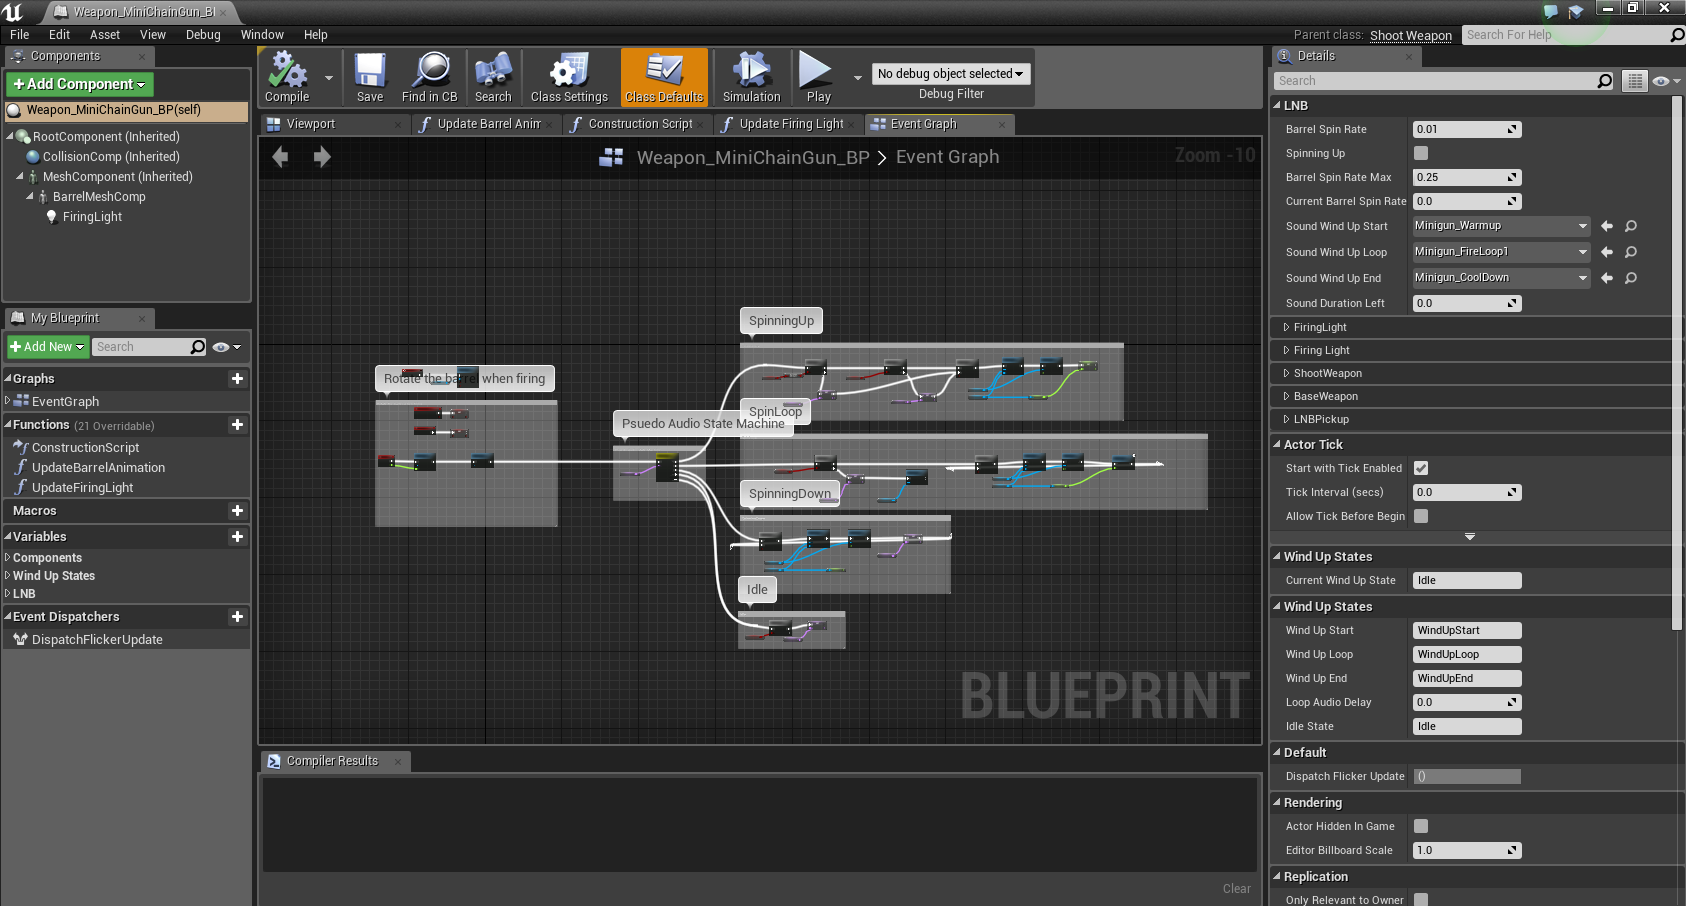 Weapon_MiniChainGun_BI
File Edit Asset View Debug Window Help
Parent class: Shoot Weapon
Search For Help
Components
+Add Component
Weapon_MiniChainGun_BP(self)
RootComponent (Inherited)
CollisionComp (Inherited)
MeshComponent (Inherited)
BarrelMeshComp
FiringLight
My Blueprint
+Add New
Search
Graphs
EventGraph
Functions (21 Overridable)
ConstructionScript
UpdateBarrelAnimation
UpdateFiringLight
Macros
Variables
Components
Wind Up States
LNB
Event Dispatchers
DispatchFlickerUpdate
Compile
Save
Find in CB
Search
Class Settings
Class Defaults
Simulation
Play
No debug object selected
Debug Filter
Viewport
Update Barrel Anim
Construction Script
Update Firing Light
Event Graph
Weapon_MiniChainGun_BP > Event Graph
Zoom -10
SpinningUp
Rotate the barrel when firing
SpinLoop
Psuedo Audio State Machine
SpinningDown
Idle
BLUEPRINT
Compiler Results
Clear
Details
Search
LNB
Barrel Spin Rate 0.01
Spinning Up
Barrel Spin Rate Max 0.25
Current Barrel Spin Rate 0.0
Sound Wind Up Start Minigun_Warmup
Sound Wind Up Loop Minigun_FireLoop1
Sound Wind Up End Minigun_CoolDown
Sound Duration Left 0.0
FiringLight
Firing Light
ShootWeapon
BaseWeapon
LNBPickup
Actor Tick
Start with Tick Enabled
Tick Interval (secs) 0.0
Allow Tick Before Begin
Wind Up States
Current Wind Up State Idle
Wind Up States
Wind Up Start WindUpStart
Wind Up Loop WindUpLoop
Wind Up End WindUpEnd
Loop Audio Delay 0.0
Idle State Idle
Default
Dispatch Flicker Update ()
Rendering
Actor Hidden In Game
Editor Billboard Scale 1.0
Replication
Only Relevant to Owner